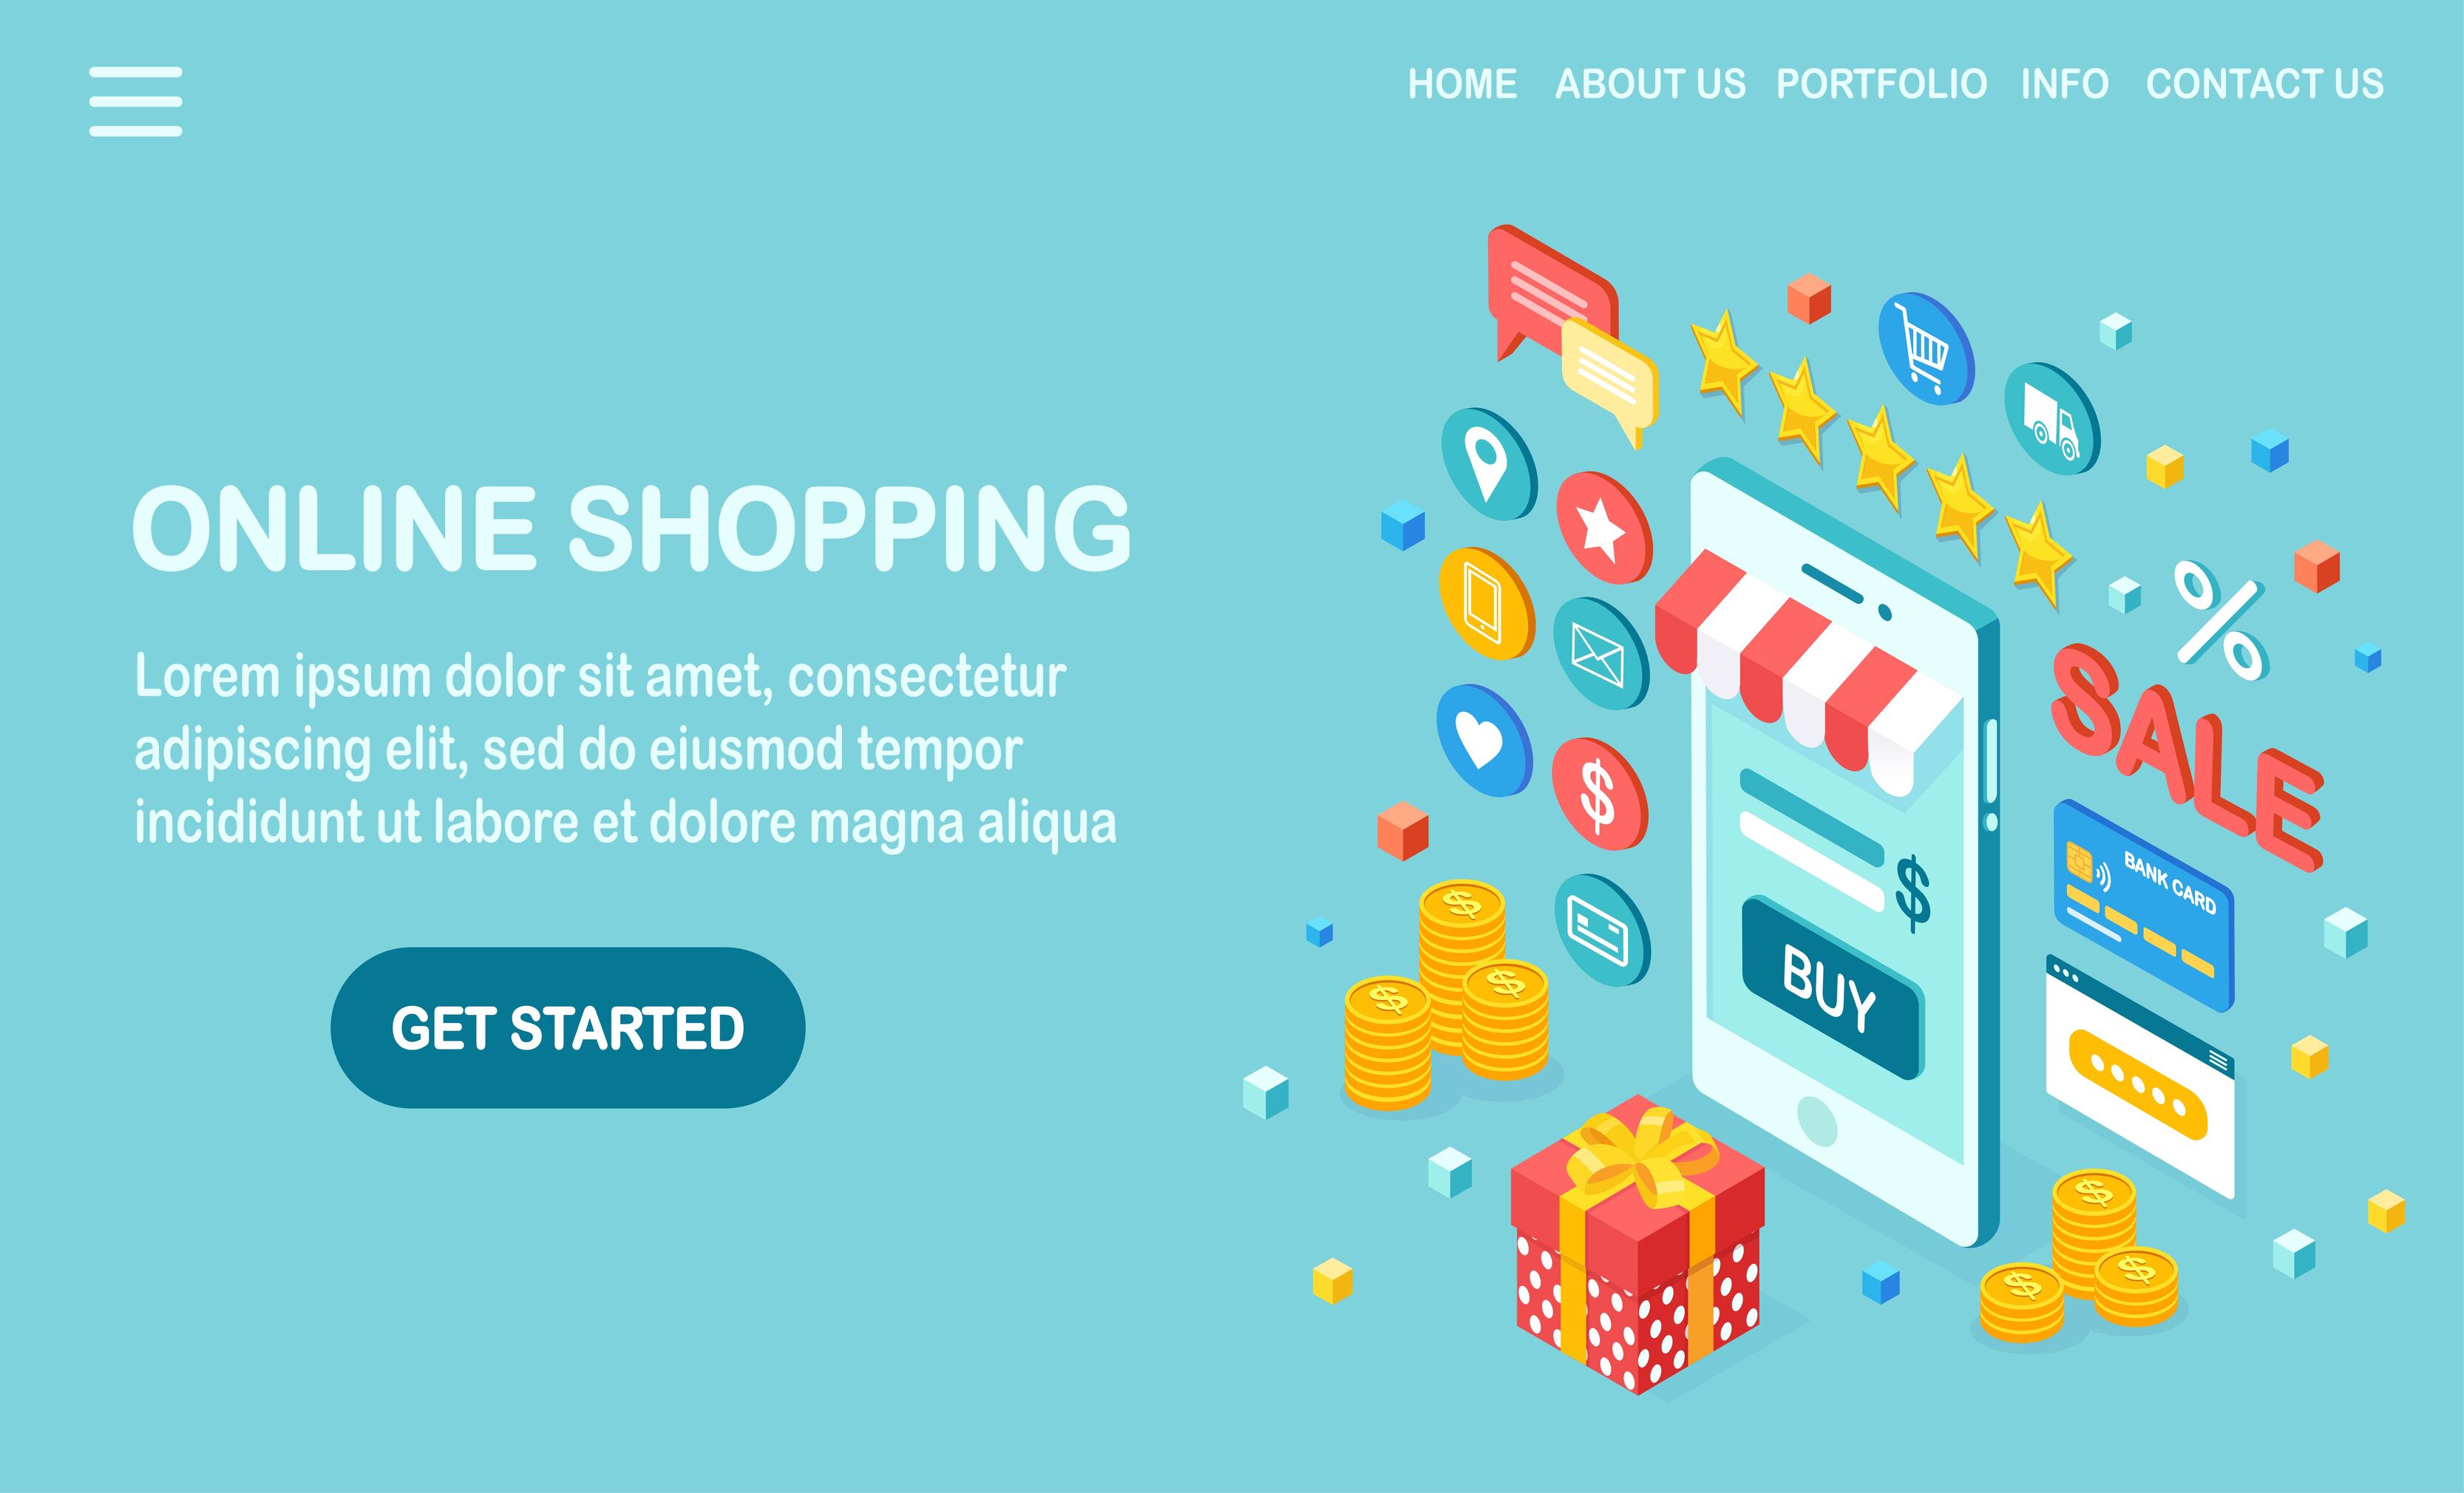 HOME ABOUT US PORTFOLIO INFO CONTACT US
ONLINE SHOPPING
Lorem ipsum dolor sit amet, consectetur
adipiscing elit, sed do eiusmod tempor
incididunt ut labore et dolore magna aliqua
GET STARTED
$
$
BUY
%
SALE
BANK CARD
$
$
$
$
$
$